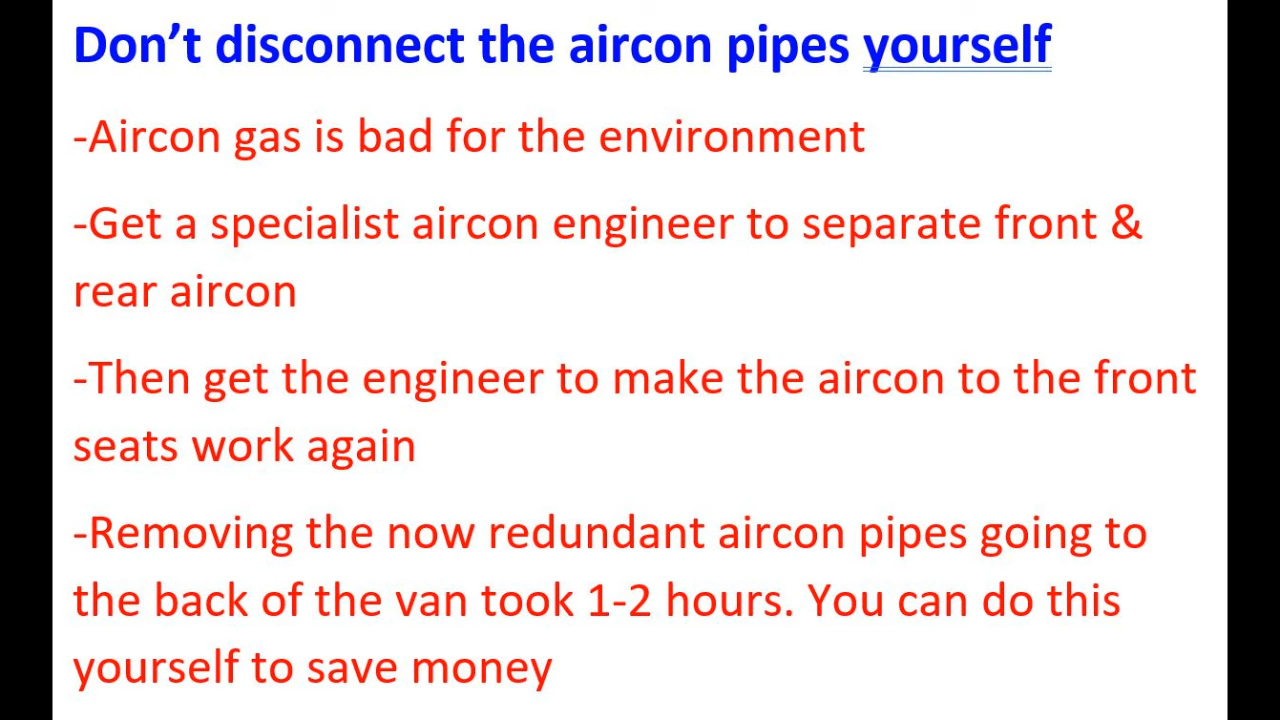 Don’t disconnect the aircon pipes yourself
-Aircon gas is bad for the environment
-Get a specialist aircon engineer to separate front &
rear aircon
-Then get the engineer to make the aircon to the front
seats work again
-Removing the now redundant aircon pipes going to
the back of the van took 1-2 hours. You can do this
yourself to save money